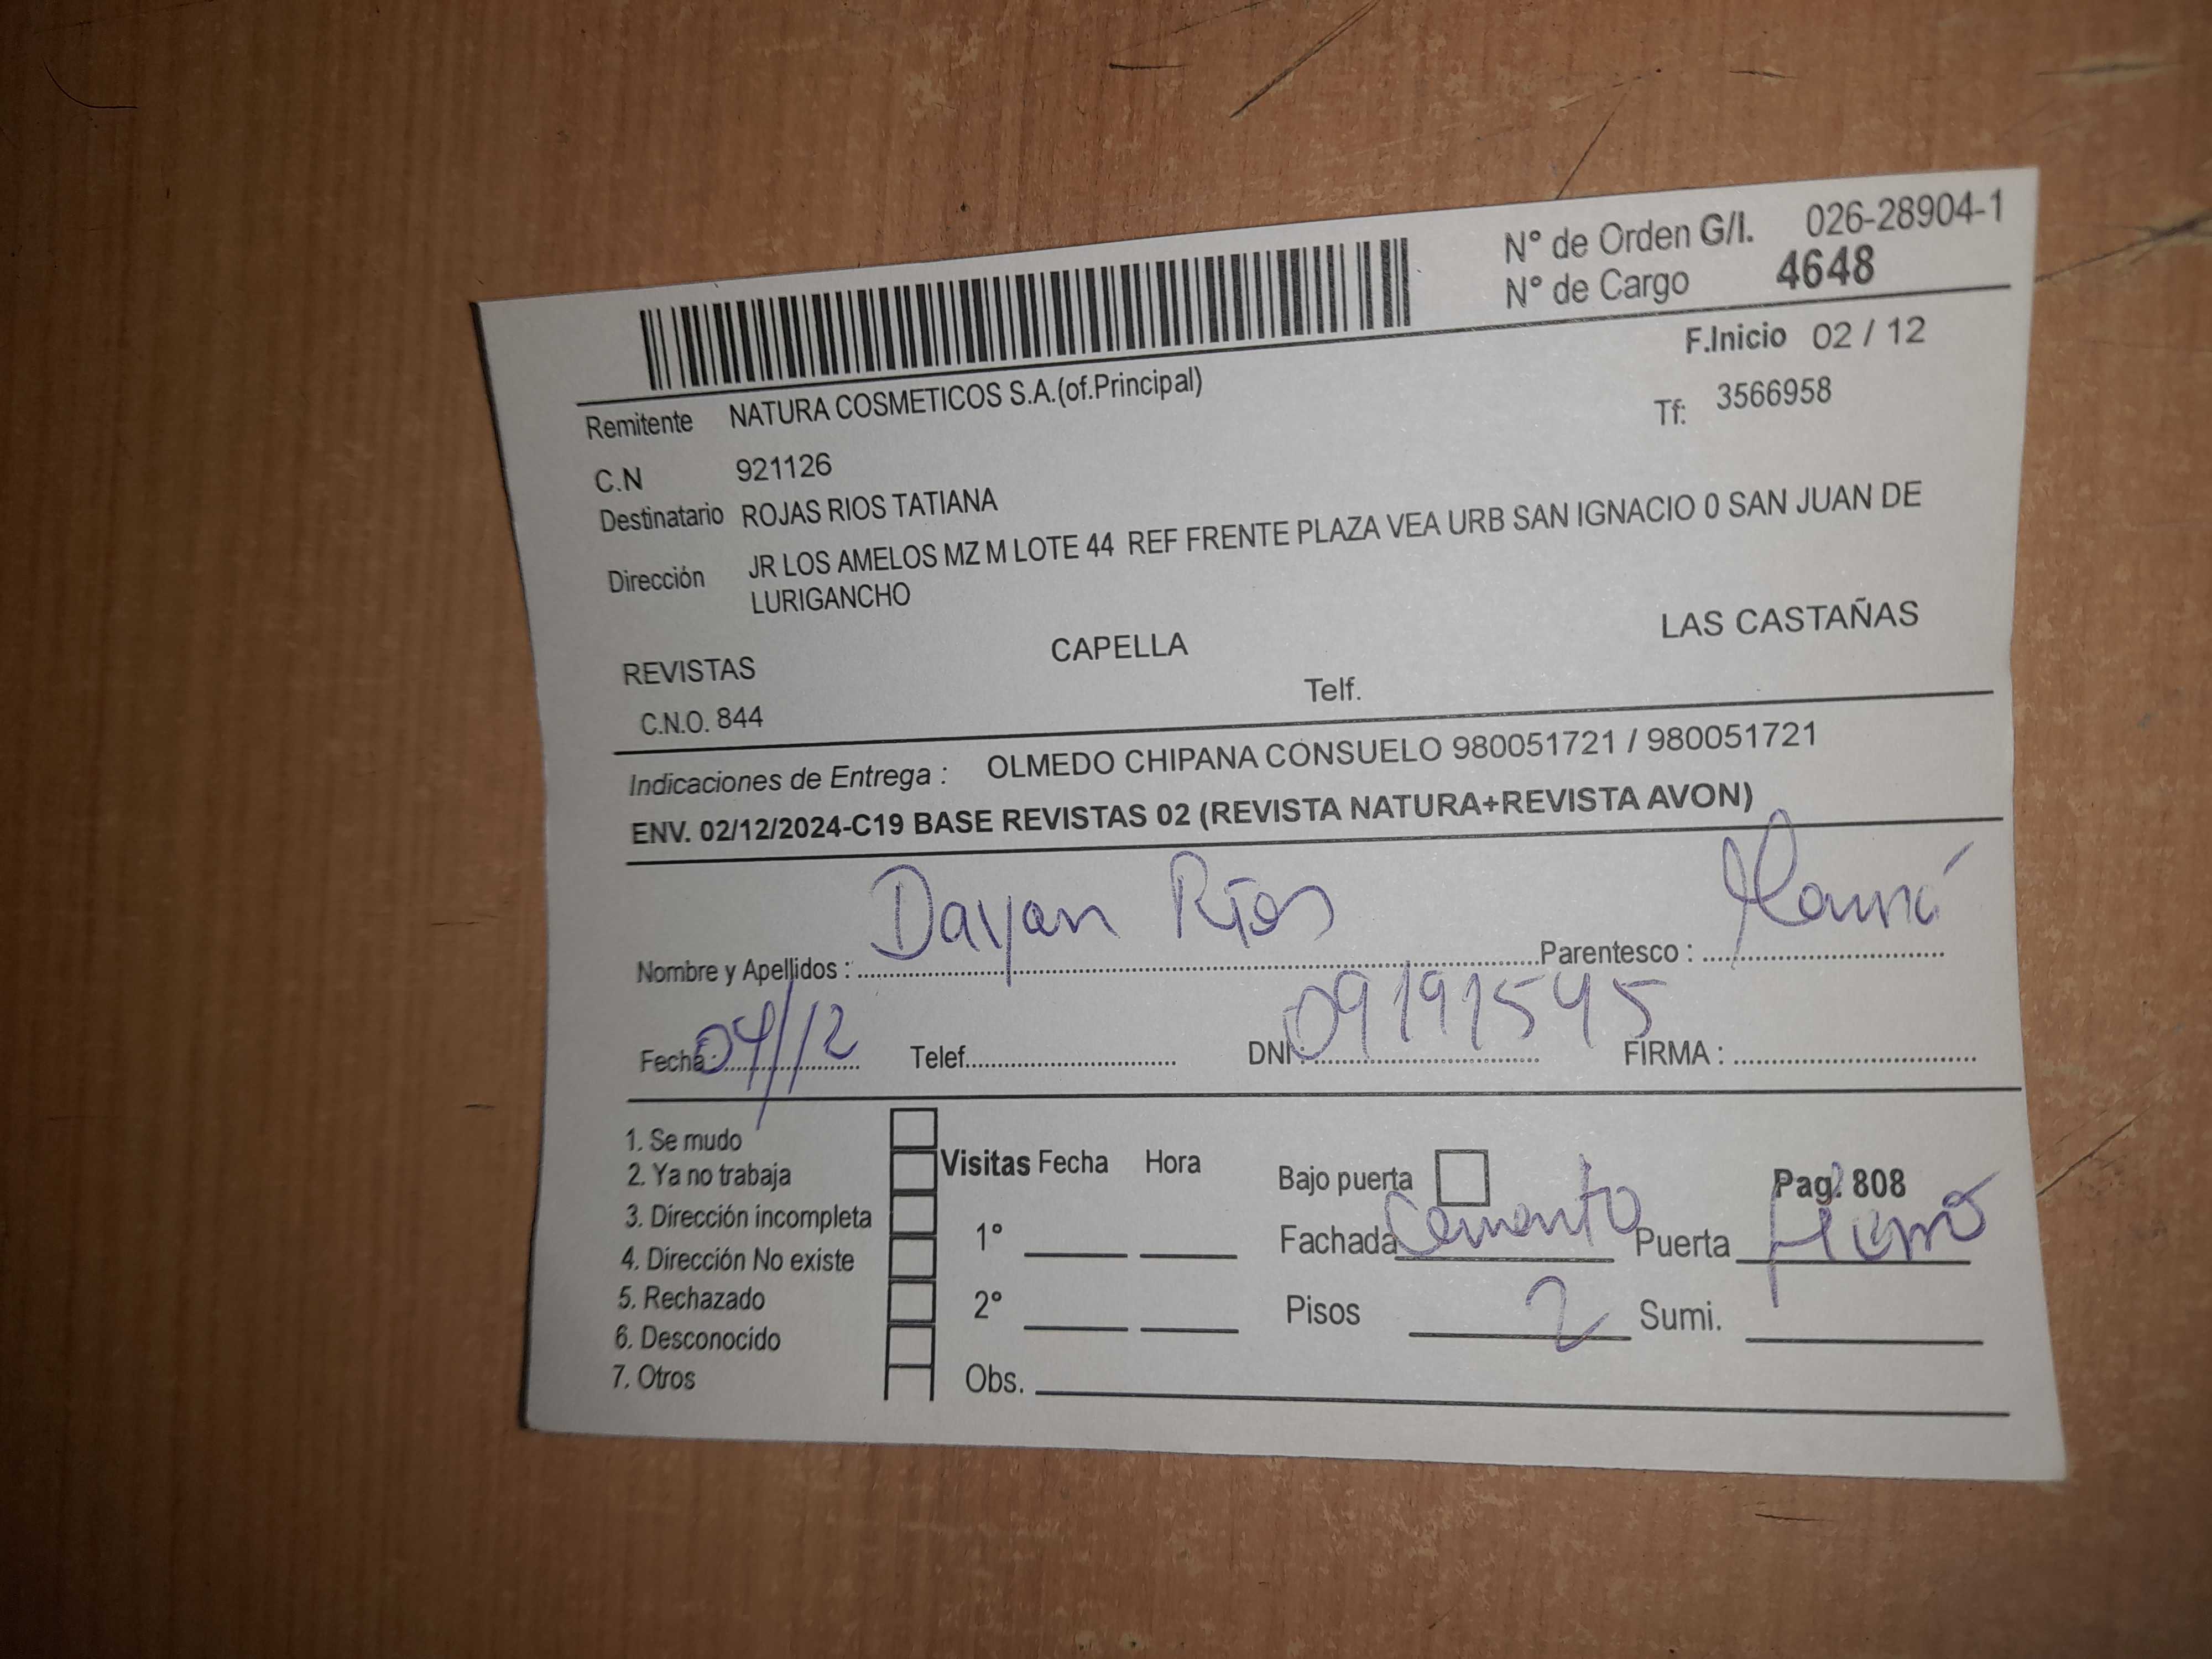 N° de Orden G/I. 026-28904-1
N° de Cargo 4648
F.Inicio 02 / 12
Remitente NATURA COSMETICOS S.A.(of.Principal)
Tf: 3566958
C.N 921126
Destinatario ROJAS RIOS TATIANA
Dirección JR LOS AMELOS MZ M LOTE 44 REF FRENTE PLAZA VEA URB SAN IGNACIO 0 SAN JUAN DE
LURIGANCHO
REVISTAS CAPELLA LAS CASTAÑAS
C.N.O. 844 Telf.
Indicaciones de Entrega : OLMEDO CHIPANA CONSUELO 980051721 / 980051721
ENV. 02/12/2024-C19 BASE REVISTAS 02 (REVISTA NATURA+REVISTA AVON)
Nombre y Apellidos : Dayan Ríos Parentesco : Mamá
Fecha : 04/12 Telef. DNI : 09191545 FIRMA :
1. Se mudo
2. Ya no trabaja
3. Dirección incompleta
4. Dirección No existe
5. Rechazado
6. Desconocido
7. Otros
Visitas Fecha Hora
1°
2°
Obs.
Bajo puerta Pag. 808
Fachada Cemento Puerta Fierro
Pisos 2 Sumi.